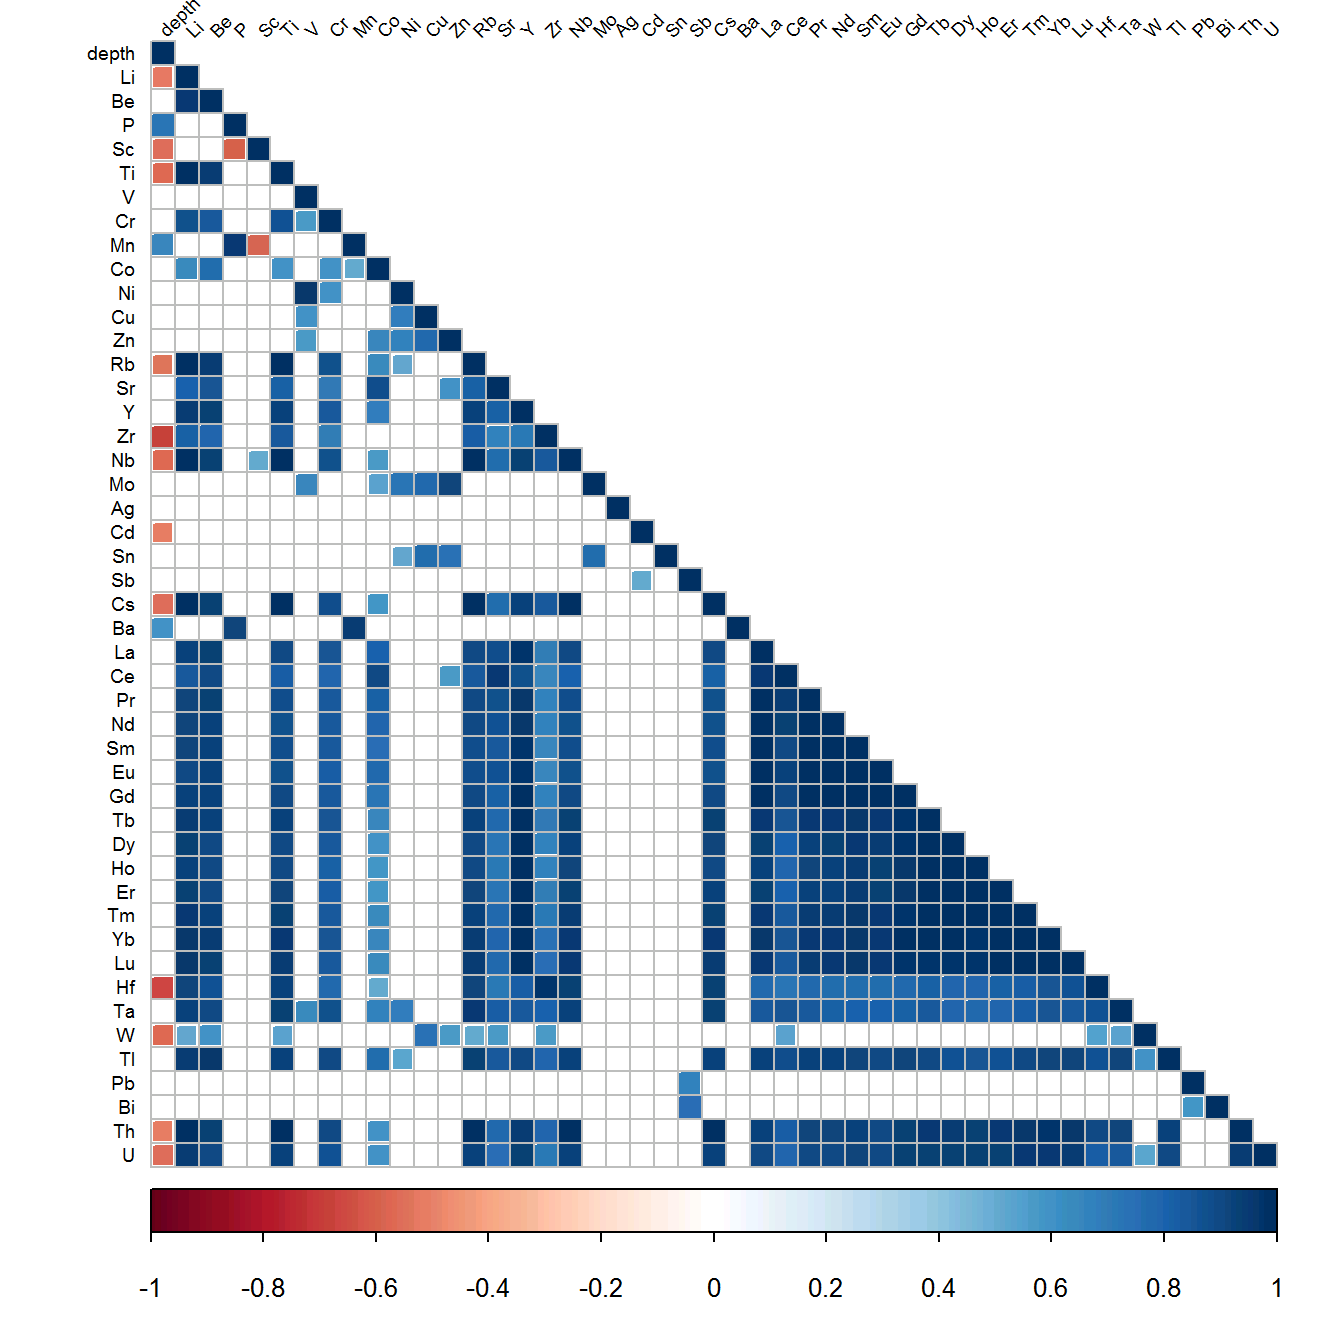 depth Li Be P Sc Ti V Cr Mn Co Ni Cu Zn Rb Sr Y Zr Nb Mo Ag Cd Sn Sb Cs Ba La Ce Pr Nd Sm Eu Gd Tb Dy Ho Er Tm Yb Lu Hf Ta W Tl Pb Bi Th U
depth
Li
Be
P
Sc
Ti
V
Cr
Mn
Co
Ni
Cu
Zn
Rb
Sr
Y
Zr
Nb
Mo
Ag
Cd
Sn
Sb
Cs
Ba
La
Ce
Pr
Nd
Sm
Eu
Gd
Tb
Dy
Ho
Er
Tm
Yb
Lu
Hf
Ta
W
Tl
Pb
Bi
Th
U
-1 -0.8 -0.6 -0.4 -0.2 0 0.2 0.4 0.6 0.8 1